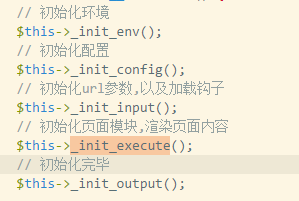 // 初始化环境
$this->_init_env();
// 初始化配置
$this->_init_config();
// 初始化url参数,以及加载钩子
$this->_init_input();
// 初始化页面模块,渲染页面内容
$this->_init_execute();
// 初始化完毕
$this->_init_output();